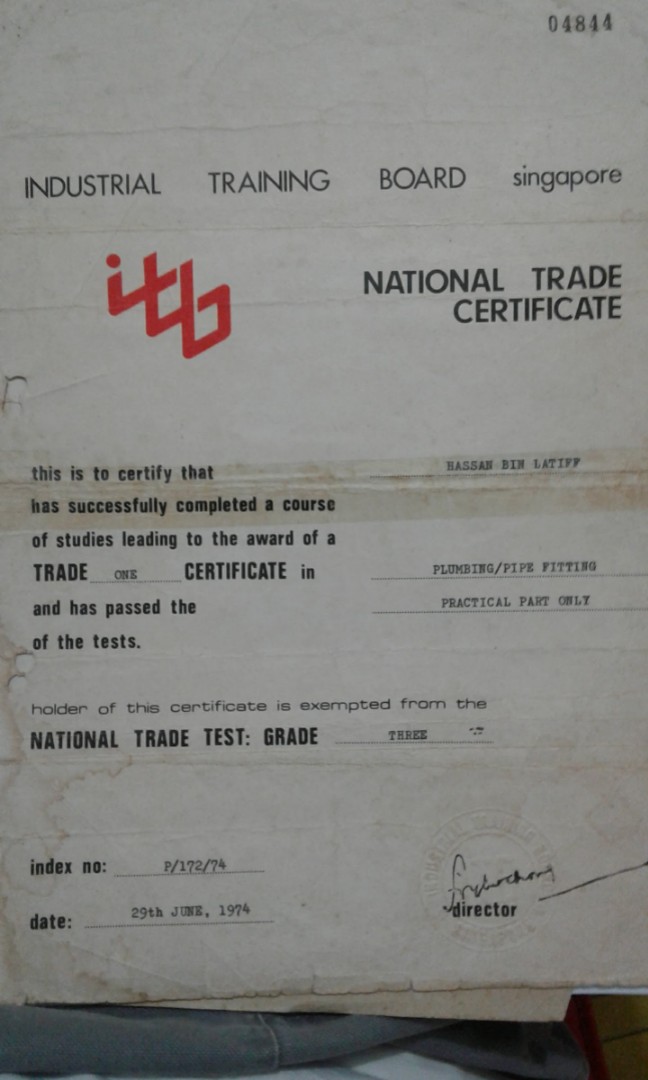 04844
INDUSTRIAL TRAINING BOARD singapore
itb
NATIONAL TRADE
CERTIFICATE
this is to certify that HASSAN BIN LATIFF
has successfully completed a course
of studies leading to the award of a
TRADE ONE CERTIFICATE in PLUMBING/PIPE FITTING
and has passed the PRACTICAL PART ONLY
of the tests.
holder of this certificate is exempted from the
NATIONAL TRADE TEST: GRADE THREE
index no: P/172/74
date: 29th JUNE, 1974
director